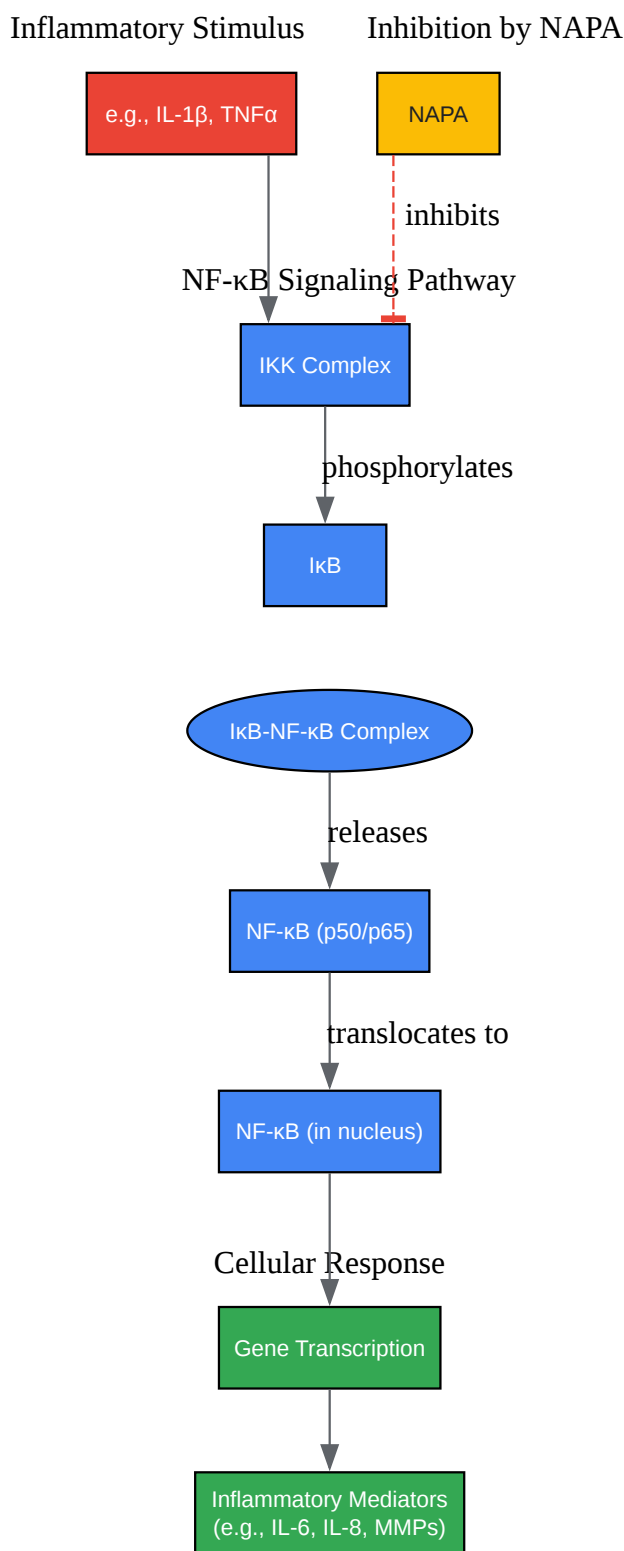 Inflammatory Stimulus
Inhibition by NAPA
e.g., IL-1β, TNFα
NAPA
inhibits
NF-κB Signaling Pathway
IKK Complex
phosphorylates
IκB
IκB-NF-κB Complex
releases
NF-κB (p50/p65)
translocates to
NF-κB (in nucleus)
Cellular Response
Gene Transcription
Inflammatory Mediators
(e.g., IL-6, IL-8, MMPs)